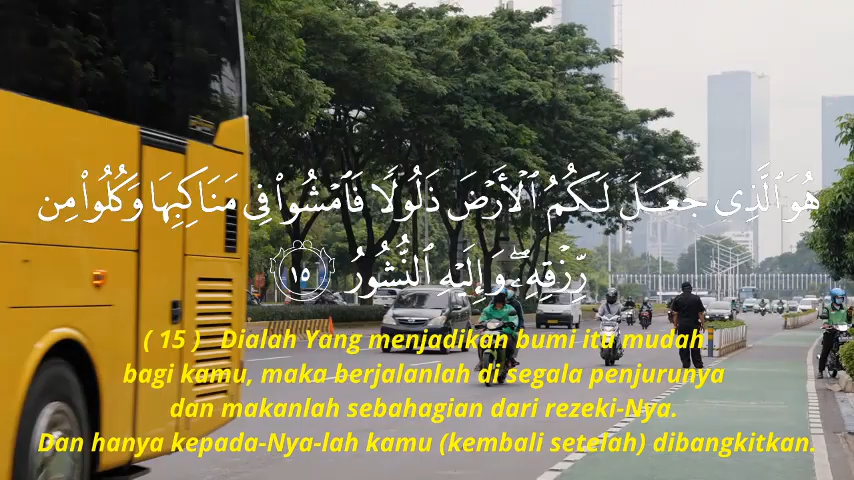 هُوَ ٱلَّذِى جَعَلَ لَكُمُ ٱلْأَرْضَ ذَلُولًا فَٱمْشُوا۟ فِى مَنَاكِبِهَا وَكُلُوا۟ مِن
رِّزْقِهِۦ ۖ وَإِلَيْهِ ٱلنُّشُورُ ١٥
( 15 ) Dialah Yang menjadikan bumi itu mudah
bagi kamu, maka berjalanlah di segala penjurunya
dan makanlah sebahagian dari rezeki-Nya.
Dan hanya kepada-Nya-lah kamu (kembali setelah) dibangkitkan.